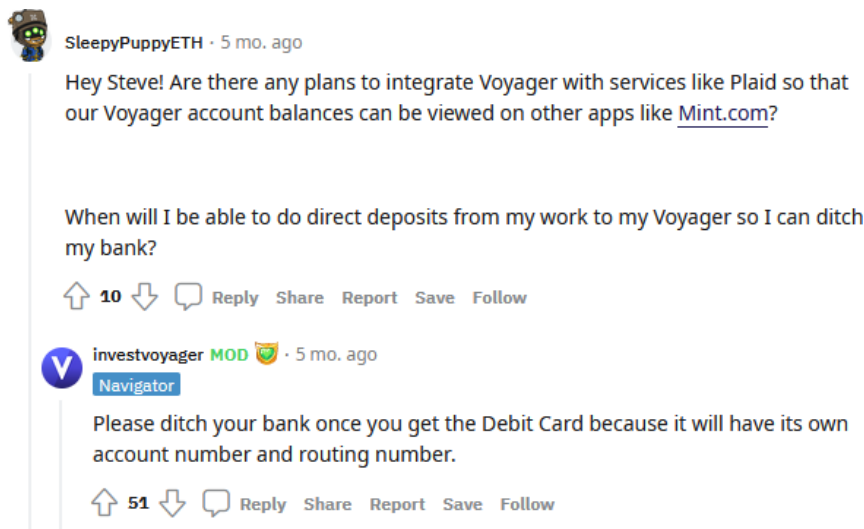 SleepyPuppyETH · 5 mo. ago
Hey Steve! Are there any plans to integrate Voyager with services like Plaid so that
our Voyager account balances can be viewed on other apps like Mint.com?
When will I be able to do direct deposits from my work to my Voyager so I can ditch
my bank?
10 Reply Share Report Save Follow
V investvoyager MOD · 5 mo. ago
Navigator
Please ditch your bank once you get the Debit Card because it will have its own
account number and routing number.
51 Reply Share Report Save Follow